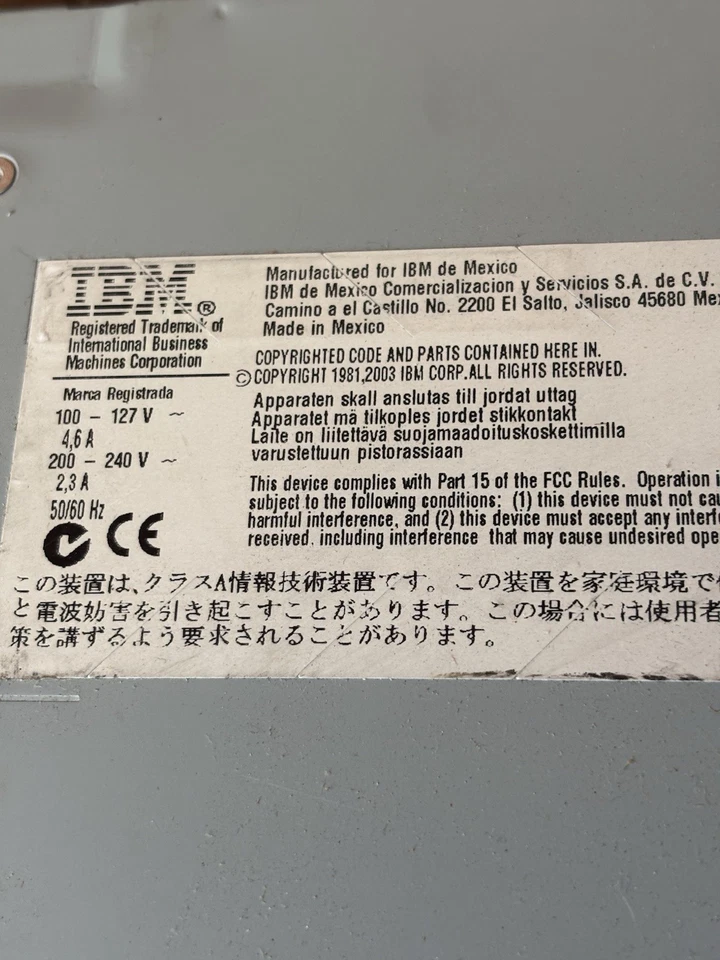 IBM®
Registered Trademark of
International Business
Machines Corporation
Marca Registrada
100 – 127 V ~
4,6 A
200 – 240 V ~
2,3 A
50/60 Hz
CE
Manufactured for IBM de Mexico
IBM de Mexico Comercializacion y Servicios S.A. de C.V.
Camino a el Castillo No. 2200 El Salto, Jalisco 45680
Made in Mexico
COPYRIGHTED CODE AND PARTS CONTAINED HERE IN.
© COPYRIGHT 1981,2003 IBM CORP.ALL RIGHTS RESERVED.
Apparaten skall anslutas till jordat uttag
Apparatet må tilkoples jordet stikkontakt
Laite on liitettävä suojamaadoituskoskettimilla
varustettuun pistorassiaan
This device complies with Part 15 of the FCC Rules. Operation
subject to the following conditions: (1) this device must not
harmful interference, and (2) this device must accept any
received, including interference that may cause undesired
この装置は、クラスA情報技術装置です。この装置を家庭環境で
と電波妨害を引き起こすことがあります。この場合には使用者
策を講ずるよう要求されることがあります。